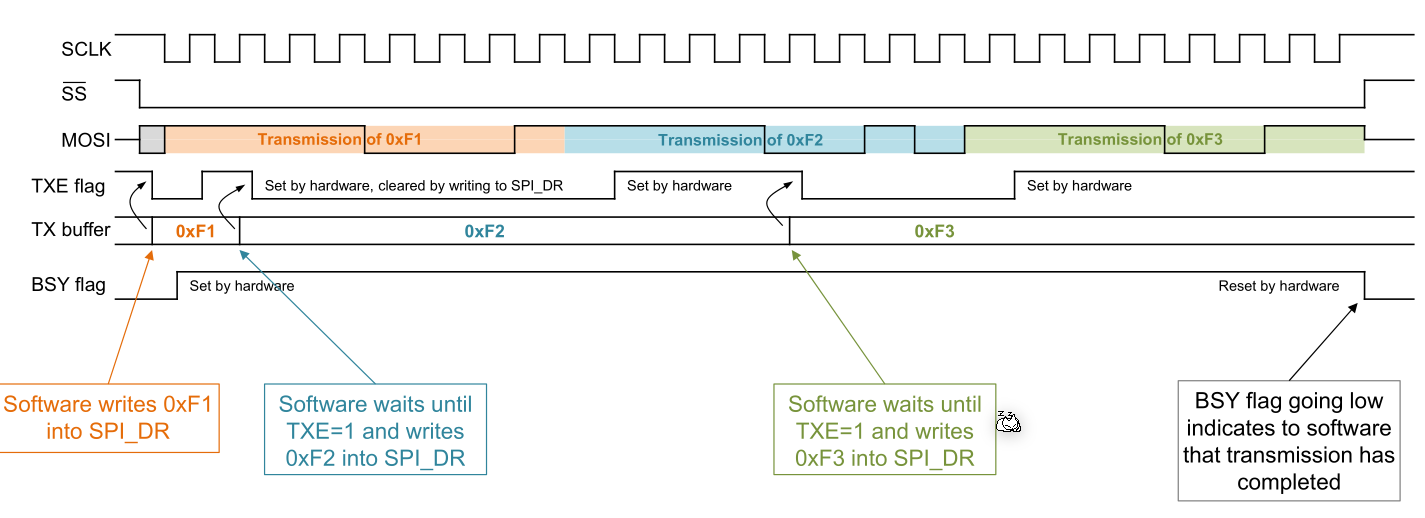 SCLK
SS
MOSI
Transmission of 0xF1
Transmission of 0xF2
Transmission of 0xF3
TXE flag
Set by hardware, cleared by writing to SPI_DR
Set by hardware
Set by hardware
TX buffer
0xF1
0xF2
0xF3
BSY flag
Set by hardware
Reset by hardware
Software writes 0xF1
into SPI_DR
Software waits until
TXE=1 and writes
0xF2 into SPI_DR
Software waits until
TXE=1 and writes
0xF3 into SPI_DR
BSY flag going low
indicates to software
that transmission has
completed